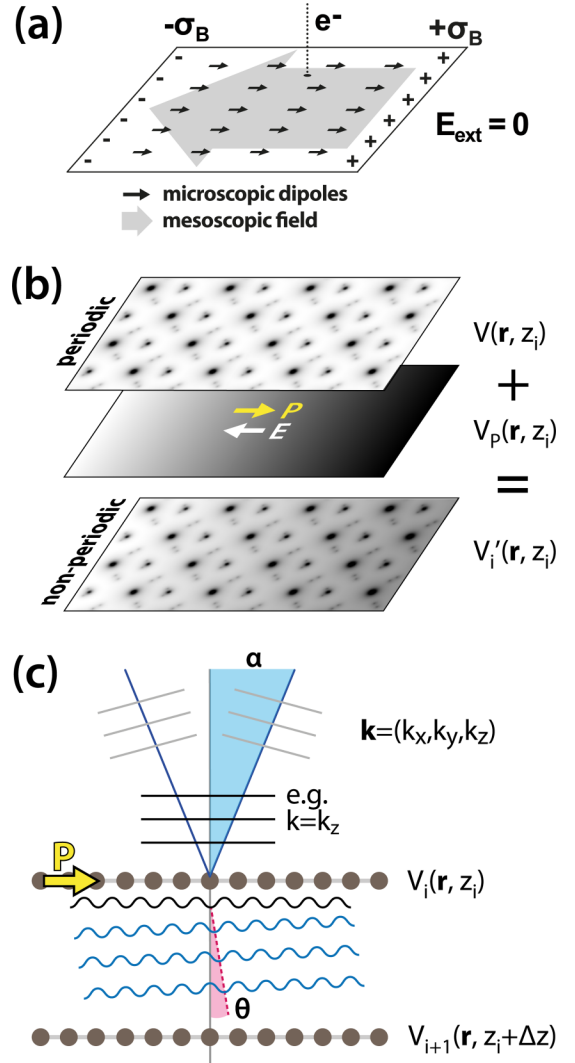 (a)
-σB e- +σB
- - - - - -
+ + + + + + +
Eext = 0
microscopic dipoles
mesoscopic field
(b)
periodic
V(r, zi)
+
P
E
VP(r, zi)
=
non-periodic
Vi'(r, zi)
(c)
α
k=(kx,ky,kz)
e.g.
k=kz
P
Vi(r, zi)
θ
Vi+1(r, zi+Δz)